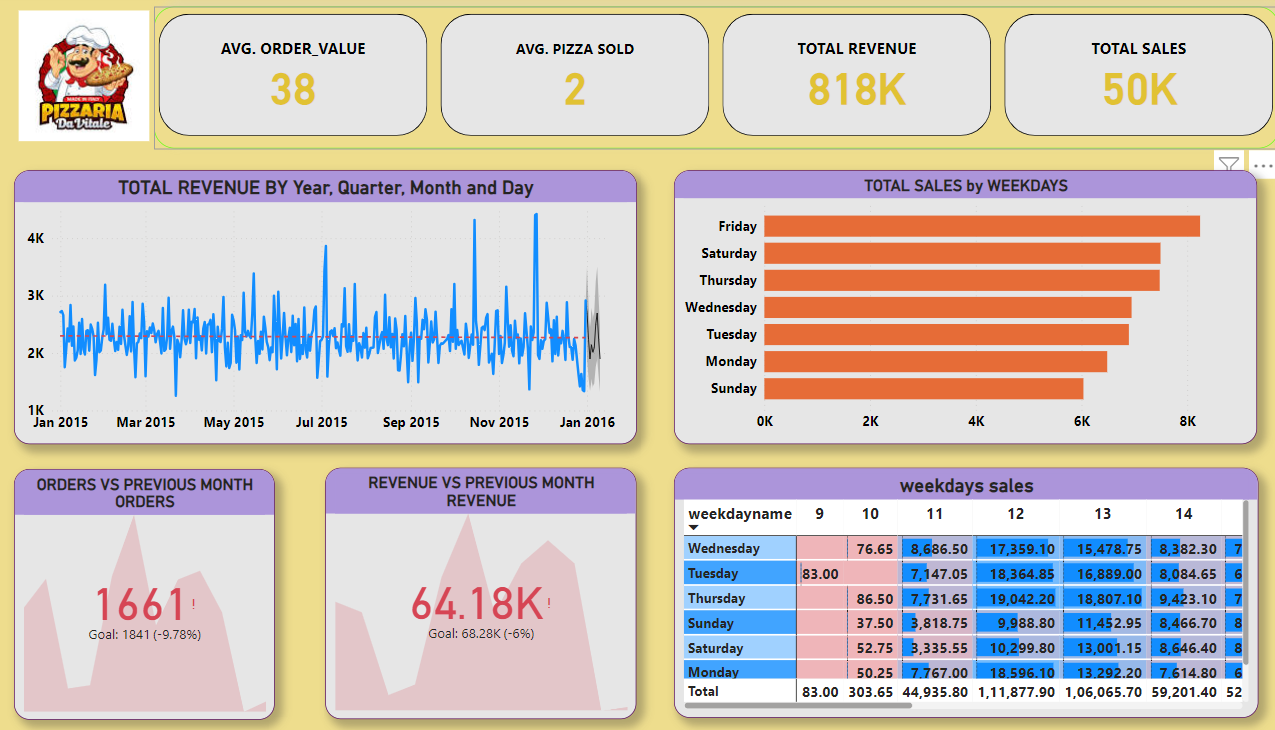 MADE IN ITALY
PIZZARIA
Da Vitale
AVG. ORDER_VALUE
38
AVG. PIZZA SOLD
2
TOTAL REVENUE
818K
TOTAL SALES
50K
TOTAL REVENUE BY Year, Quarter, Month and Day
4K
3K
2K
1K
Jan 2015 Mar 2015 May 2015 Jul 2015 Sep 2015 Nov 2015 Jan 2016
TOTAL SALES by WEEKDAYS
Friday
Saturday
Thursday
Wednesday
Tuesday
Monday
Sunday
0K 2K 4K 6K 8K
ORDERS VS PREVIOUS MONTH
ORDERS
1661!
Goal: 1841 (-9.78%)
REVENUE VS PREVIOUS MONTH
REVENUE
64.18K!
Goal: 68.28K (-6%)
weekdays sales
weekdayname 9 10 11 12 13 14
Wednesday 76.65 8,686.50 17,359.10 15,478.75 8,382.30 7
Tuesday 83.00 7,147.05 18,364.85 16,889.00 8,084.65 6
Thursday 86.50 7,731.65 19,042.20 18,807.10 9,423.10 7
Sunday 37.50 3,818.75 9,988.80 11,452.95 8,466.70 8
Saturday 52.75 3,335.55 10,299.80 13,001.15 8,646.40 8
Monday 50.25 7,767.00 18,596.10 13,292.20 7,614.80 6
Total 83.00 303.65 44,935.80 1,11,877.90 1,06,065.70 59,201.40 52